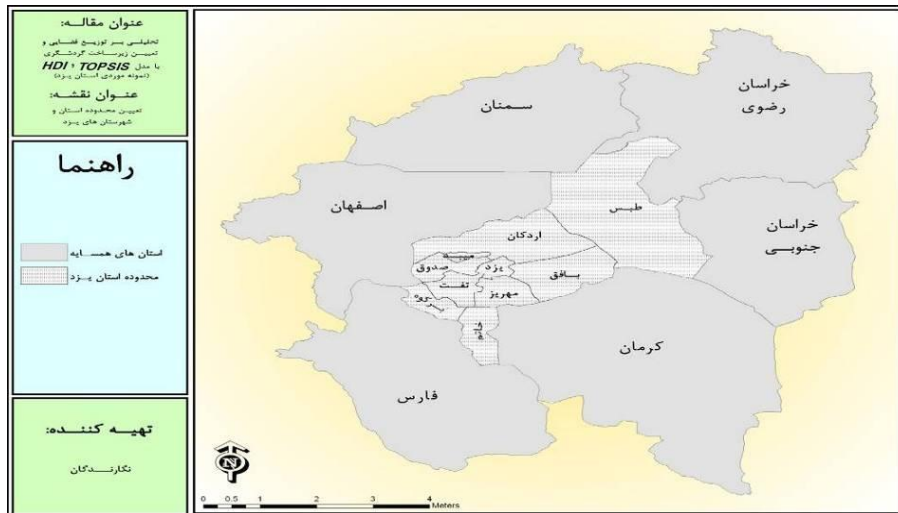 عنوان مقاله:
تحلیلی بر توزیع فضایی و
تعیین زیرساخت گردشگری
با مدل TOPSIS و HDI
(نمونه موردی استان یزد)
عنوان نقشه:
تعیین محدوده استان و
شهرستان های یزد
راهنما
استان های همسایه
محدوده استان یزد
تهیه کننده:
نگارندگان
خراسان
رضوی
سمنان
طبس
اصفهان
خراسان
جنوبی
اردکان
میبد
صدوق
یزد
بافق
تفت
مهریز
خاتم
کرمان
فارس
N
0 0.5 1 2 3 4
Meters